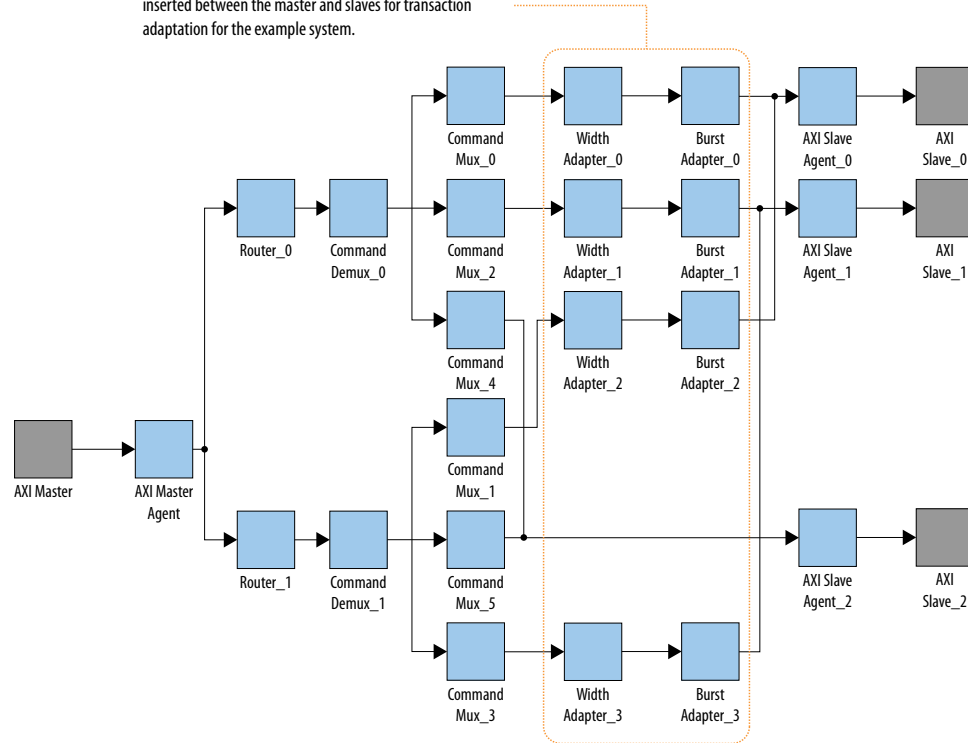 inserted between the master and slaves for transaction
adaptation for the example system.
Command
Mux_0
Width
Adapter_0
Burst
Adapter_0
AXI Slave
Agent_0
AXI
Slave_0
Router_0
Command
Demux_0
Command
Mux_2
Width
Adapter_1
Burst
Adapter_1
AXI Slave
Agent_1
AXI
Slave_1
Command
Mux_4
Width
Adapter_2
Burst
Adapter_2
Command
Mux_1
AXI Master
AXI Master
Agent
Router_1
Command
Demux_1
Command
Mux_5
AXI Slave
Agent_2
AXI
Slave_2
Command
Mux_3
Width
Adapter_3
Burst
Adapter_3